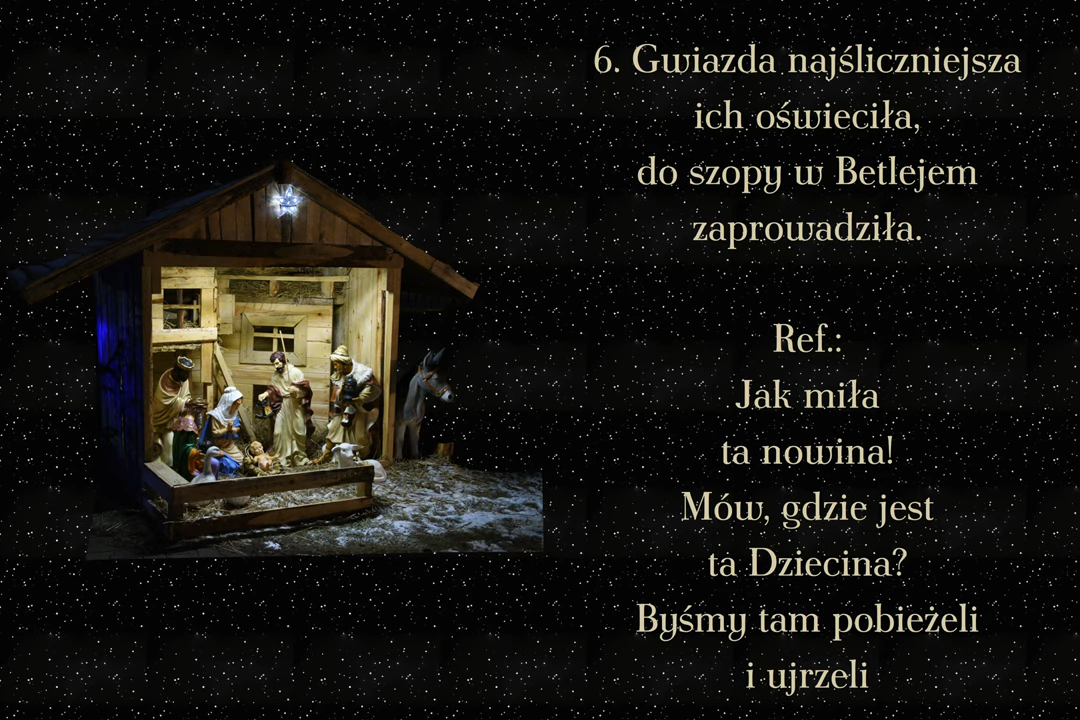 6. Gwiazda najśliczniejsza
ich oświeciła,
do szopy w Betlejem
zaprowadziła.
Ref.:
Jak miła
ta nowina!
Mów, gdzie jest
ta Dziecina?
Byśmy tam pobieżeli
i ujrzeli